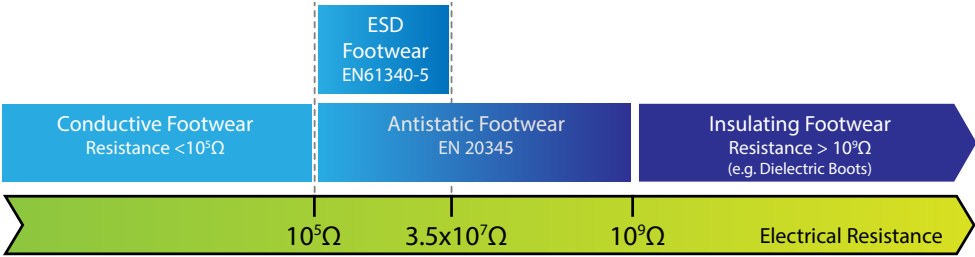 ESD
Footwear
EN61340-5
Conductive Footwear
Resistance <10⁵Ω
Antistatic Footwear
EN 20345
Insulating Footwear
Resistance > 10⁹Ω
(e.g. Dielectric Boots)
10⁵Ω
3.5x10⁷Ω
10⁹Ω
Electrical Resistance